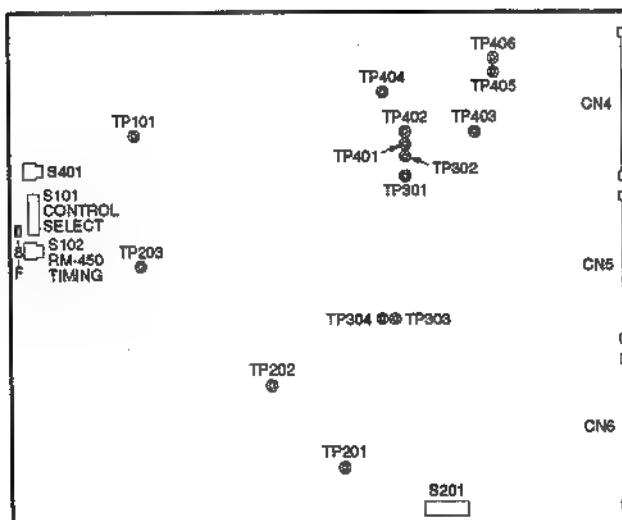 TP406
TP404
TP405
CN4
TP101
TP402
TP403
TP401
TP302
S401
TP301
S101
CONTROL
SELECT
S102
RM-450
TIMING
8
F
TP203
CN5
TP304
TP303
TP202
CN6
TP201
S201